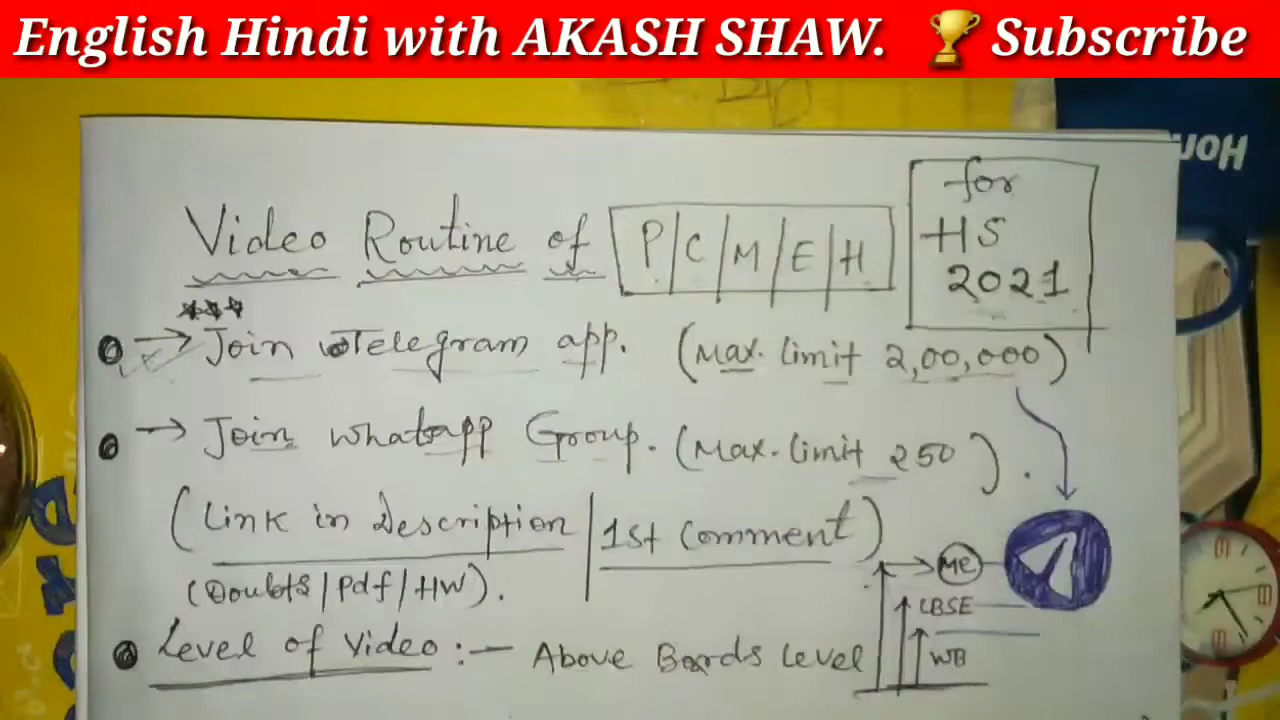 English Hindi with AKASH SHAW. 🏆 Subscribe
Hor
for
HS
2021
Video Routine of P/C/M/E/H
→ Join Telegram app. (Max. limit 2,00,000)
→ Join whatsapp Group. (Max. limit 250).
(Link in Description / 1st Comment)
(Doubts/Pdf/HW).
→ Me
CBSE
WB
Level of Video :- Above Boards Level